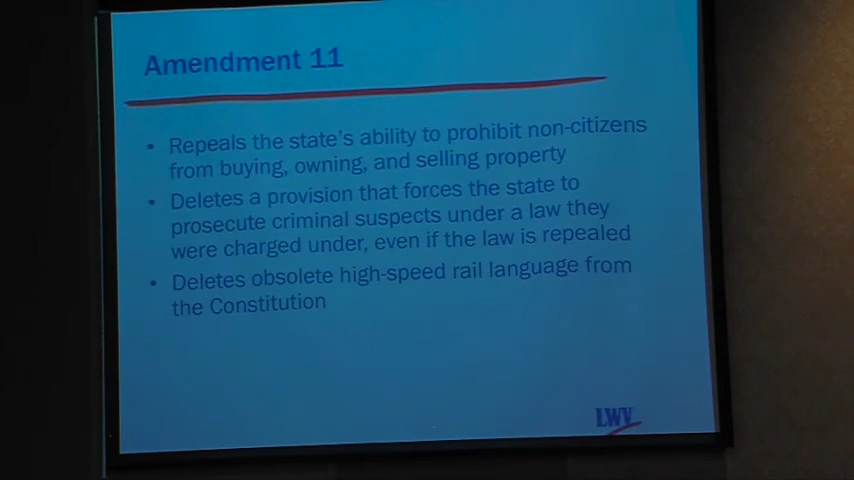 Amendment 11
• Repeals the state's ability to prohibit non-citizens
from buying, owning, and selling property
• Deletes a provision that forces the state to
prosecute criminal suspects under a law they
were charged under, even if the law is repealed
• Deletes obsolete high-speed rail language from
the Constitution
LWV